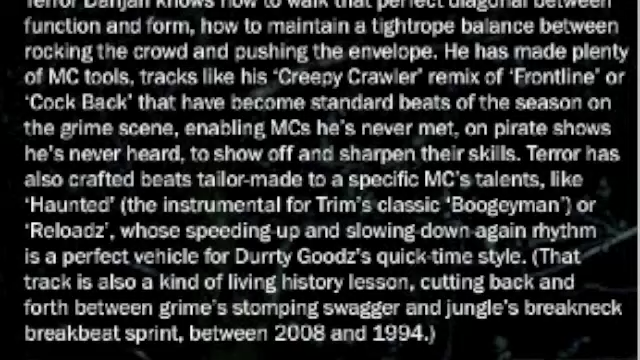 Terror Danjah knows how to walk that perfect diagonal between
function and form, how to maintain a tightrope balance between
rocking the crowd and pushing the envelope. He has made plenty
of MC tools, tracks like his ‘Creepy Crawler’ remix of ‘Frontline’ or
‘Cock Back’ that have become standard beats of the season on
the grime scene, enabling MCs he’s never met, on pirate shows
he’s never heard, to show off and sharpen their skills. Terror has
also crafted beats tailor-made to a specific MC’s talents, like
‘Haunted’ (the instrumental for Trim’s classic ‘Boogeyman’) or
‘Reloadz’, whose speeding-up and slowing-down-again rhythm
is a perfect vehicle for Durrty Goodz’s quick-time style. (That
track is also a kind of living history lesson, cutting back and
forth between grime’s stomping swagger and jungle’s breakneck
breakbeat sprint, between 2008 and 1994.)